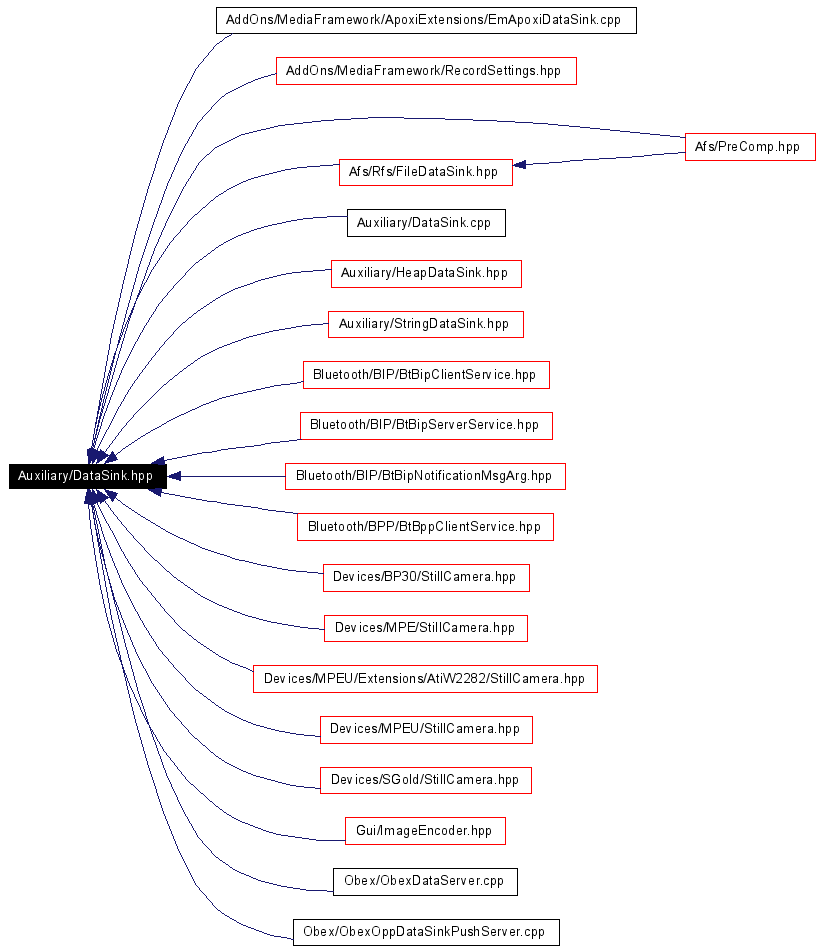 AddOns/MediaFramework/ApoxiExtensions/EmApoxiDataSink.cpp
AddOns/MediaFramework/RecordSettings.hpp
Afs/PreComp.hpp
Afs/Rfs/FileDataSink.hpp
Auxiliary/DataSink.cpp
Auxiliary/HeapDataSink.hpp
Auxiliary/StringDataSink.hpp
Bluetooth/BIP/BtBipClientService.hpp
Bluetooth/BIP/BtBipServerService.hpp
Auxiliary/DataSink.hpp
Bluetooth/BIP/BtBipNotificationMsgArg.hpp
Bluetooth/BPP/BtBppClientService.hpp
Devices/BP30/StillCamera.hpp
Devices/MPE/StillCamera.hpp
Devices/MPEU/Extensions/AtiW2282/StillCamera.hpp
Devices/MPEU/StillCamera.hpp
Devices/SGold/StillCamera.hpp
Gui/ImageEncoder.hpp
Obex/ObexDataServer.cpp
Obex/ObexOppDataSinkPushServer.cpp